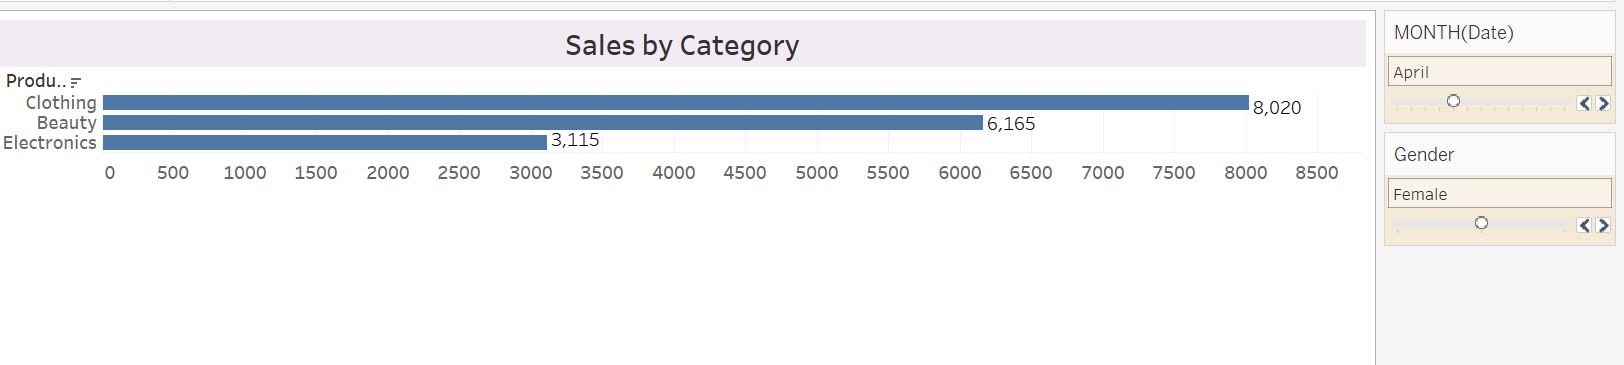 Sales by Category
Produ..
Clothing 8,020
Beauty 6,165
Electronics 3,115
0 500 1000 1500 2000 2500 3000 3500 4000 4500 5000 5500 6000 6500 7000 7500 8000 8500
MONTH(Date)
April
Gender
Female